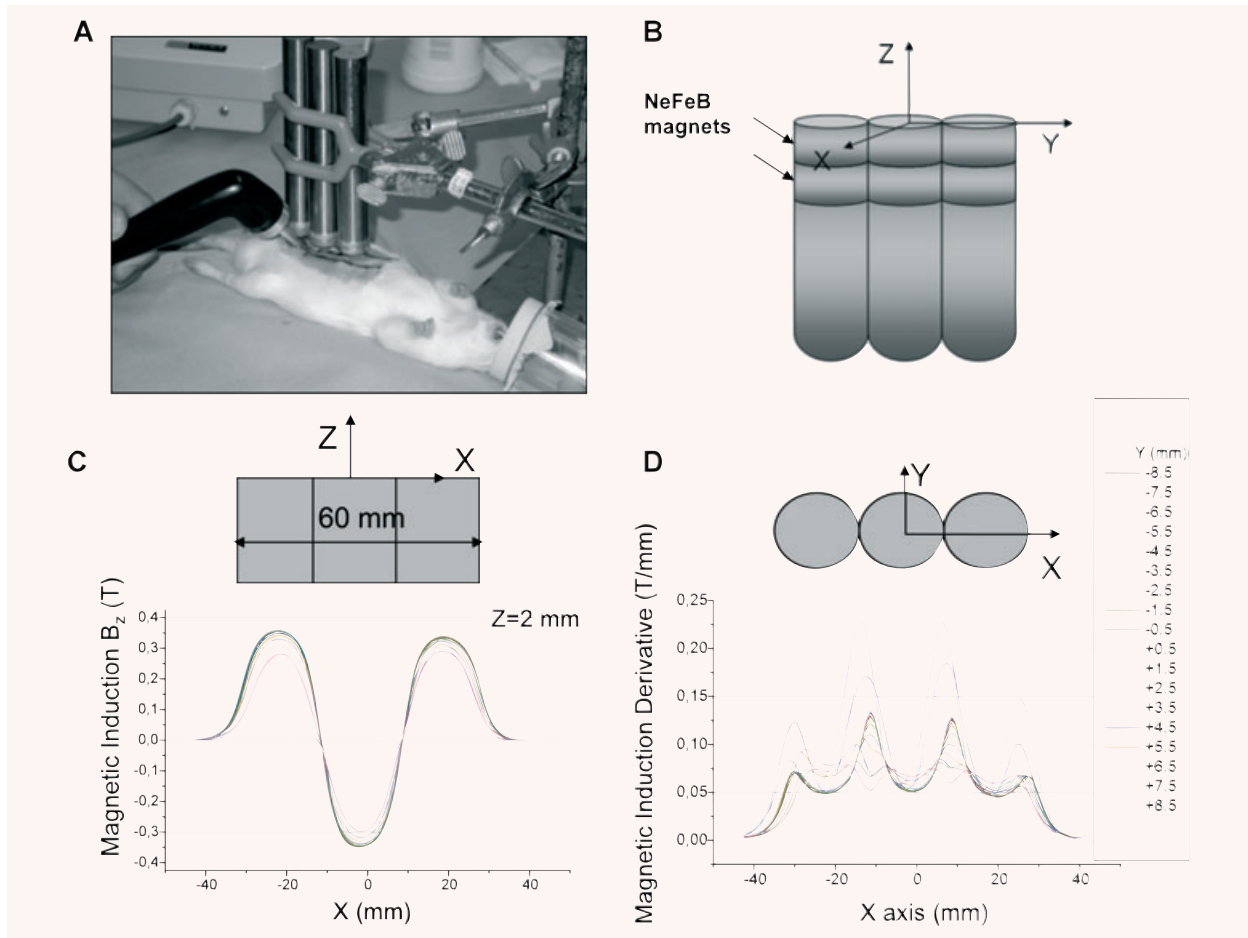 A
B
Z
NeFeB
magnets
Y
X
C
Z
X
60 mm
Magnetic Induction Bz (T)
Z=2 mm
0,4
0,3
0,2
0,1
0,0
-0,1
-0,2
-0,3
-0,4
-40 -20 0 20 40
X (mm)
D
Y
X
Magnetic Induction Derivative (T/mm)
0,25
0,20
0,15
0,10
0,05
0,00
-40 -20 0 20 40
X axis (mm)
Y (mm)
-8.5
-7.5
-6.5
-5.5
-4.5
-3.5
-2.5
-1.5
-0.5
+0.5
+1.5
+2.5
+3.5
+4.5
+5.5
+6.5
+7.5
+8.5